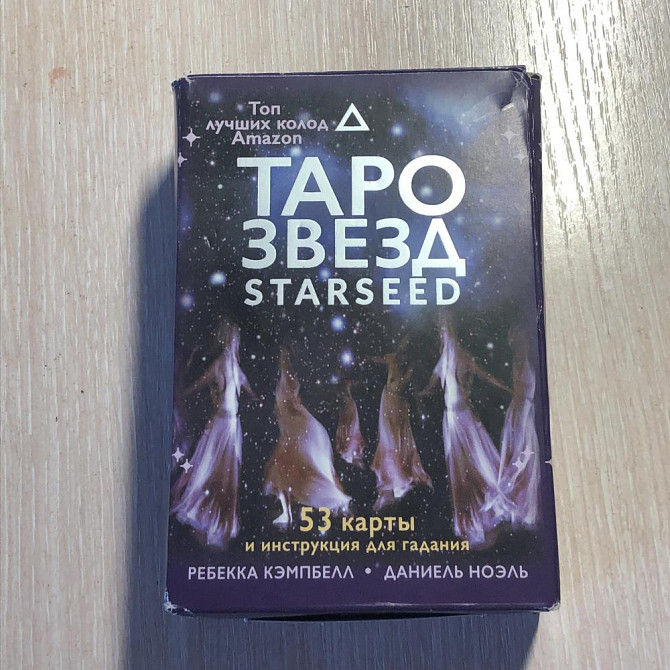 Топ
лучших колод
Amazon
ТАРО
ЗВЕЗД
STARSEED
53 карты
и инструкция для гадания
РЕБЕККА КЭМПБЕЛЛ • ДАНИЕЛЬ НОЭЛЬ